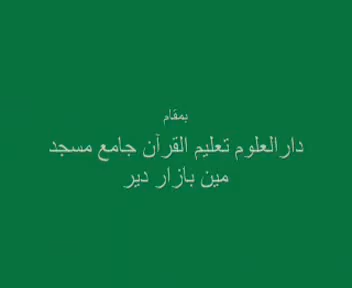 بمقام
دارالعلوم تعلیم القرآن جامع مسجد
مین بازار دیر